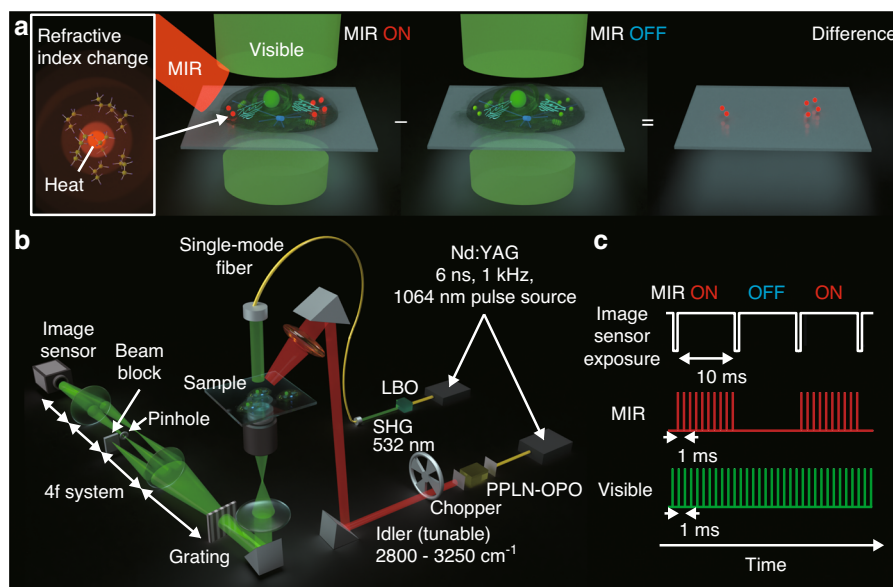 a
Refractive
index change
Heat
MIR
Visible
MIR ON
MIR OFF
Difference
–
=
b
Single-mode
fiber
Nd:YAG
6 ns, 1 kHz,
1064 nm pulse source
Image
sensor
Beam
block
Pinhole
4f system
Grating
Sample
LBO
SHG
532 nm
Chopper
PPLN-OPO
Idler (tunable)
2800 - 3250 cm⁻¹
c
MIR ON OFF ON
Image
sensor
exposure
10 ms
MIR
1 ms
Visible
1 ms
Time